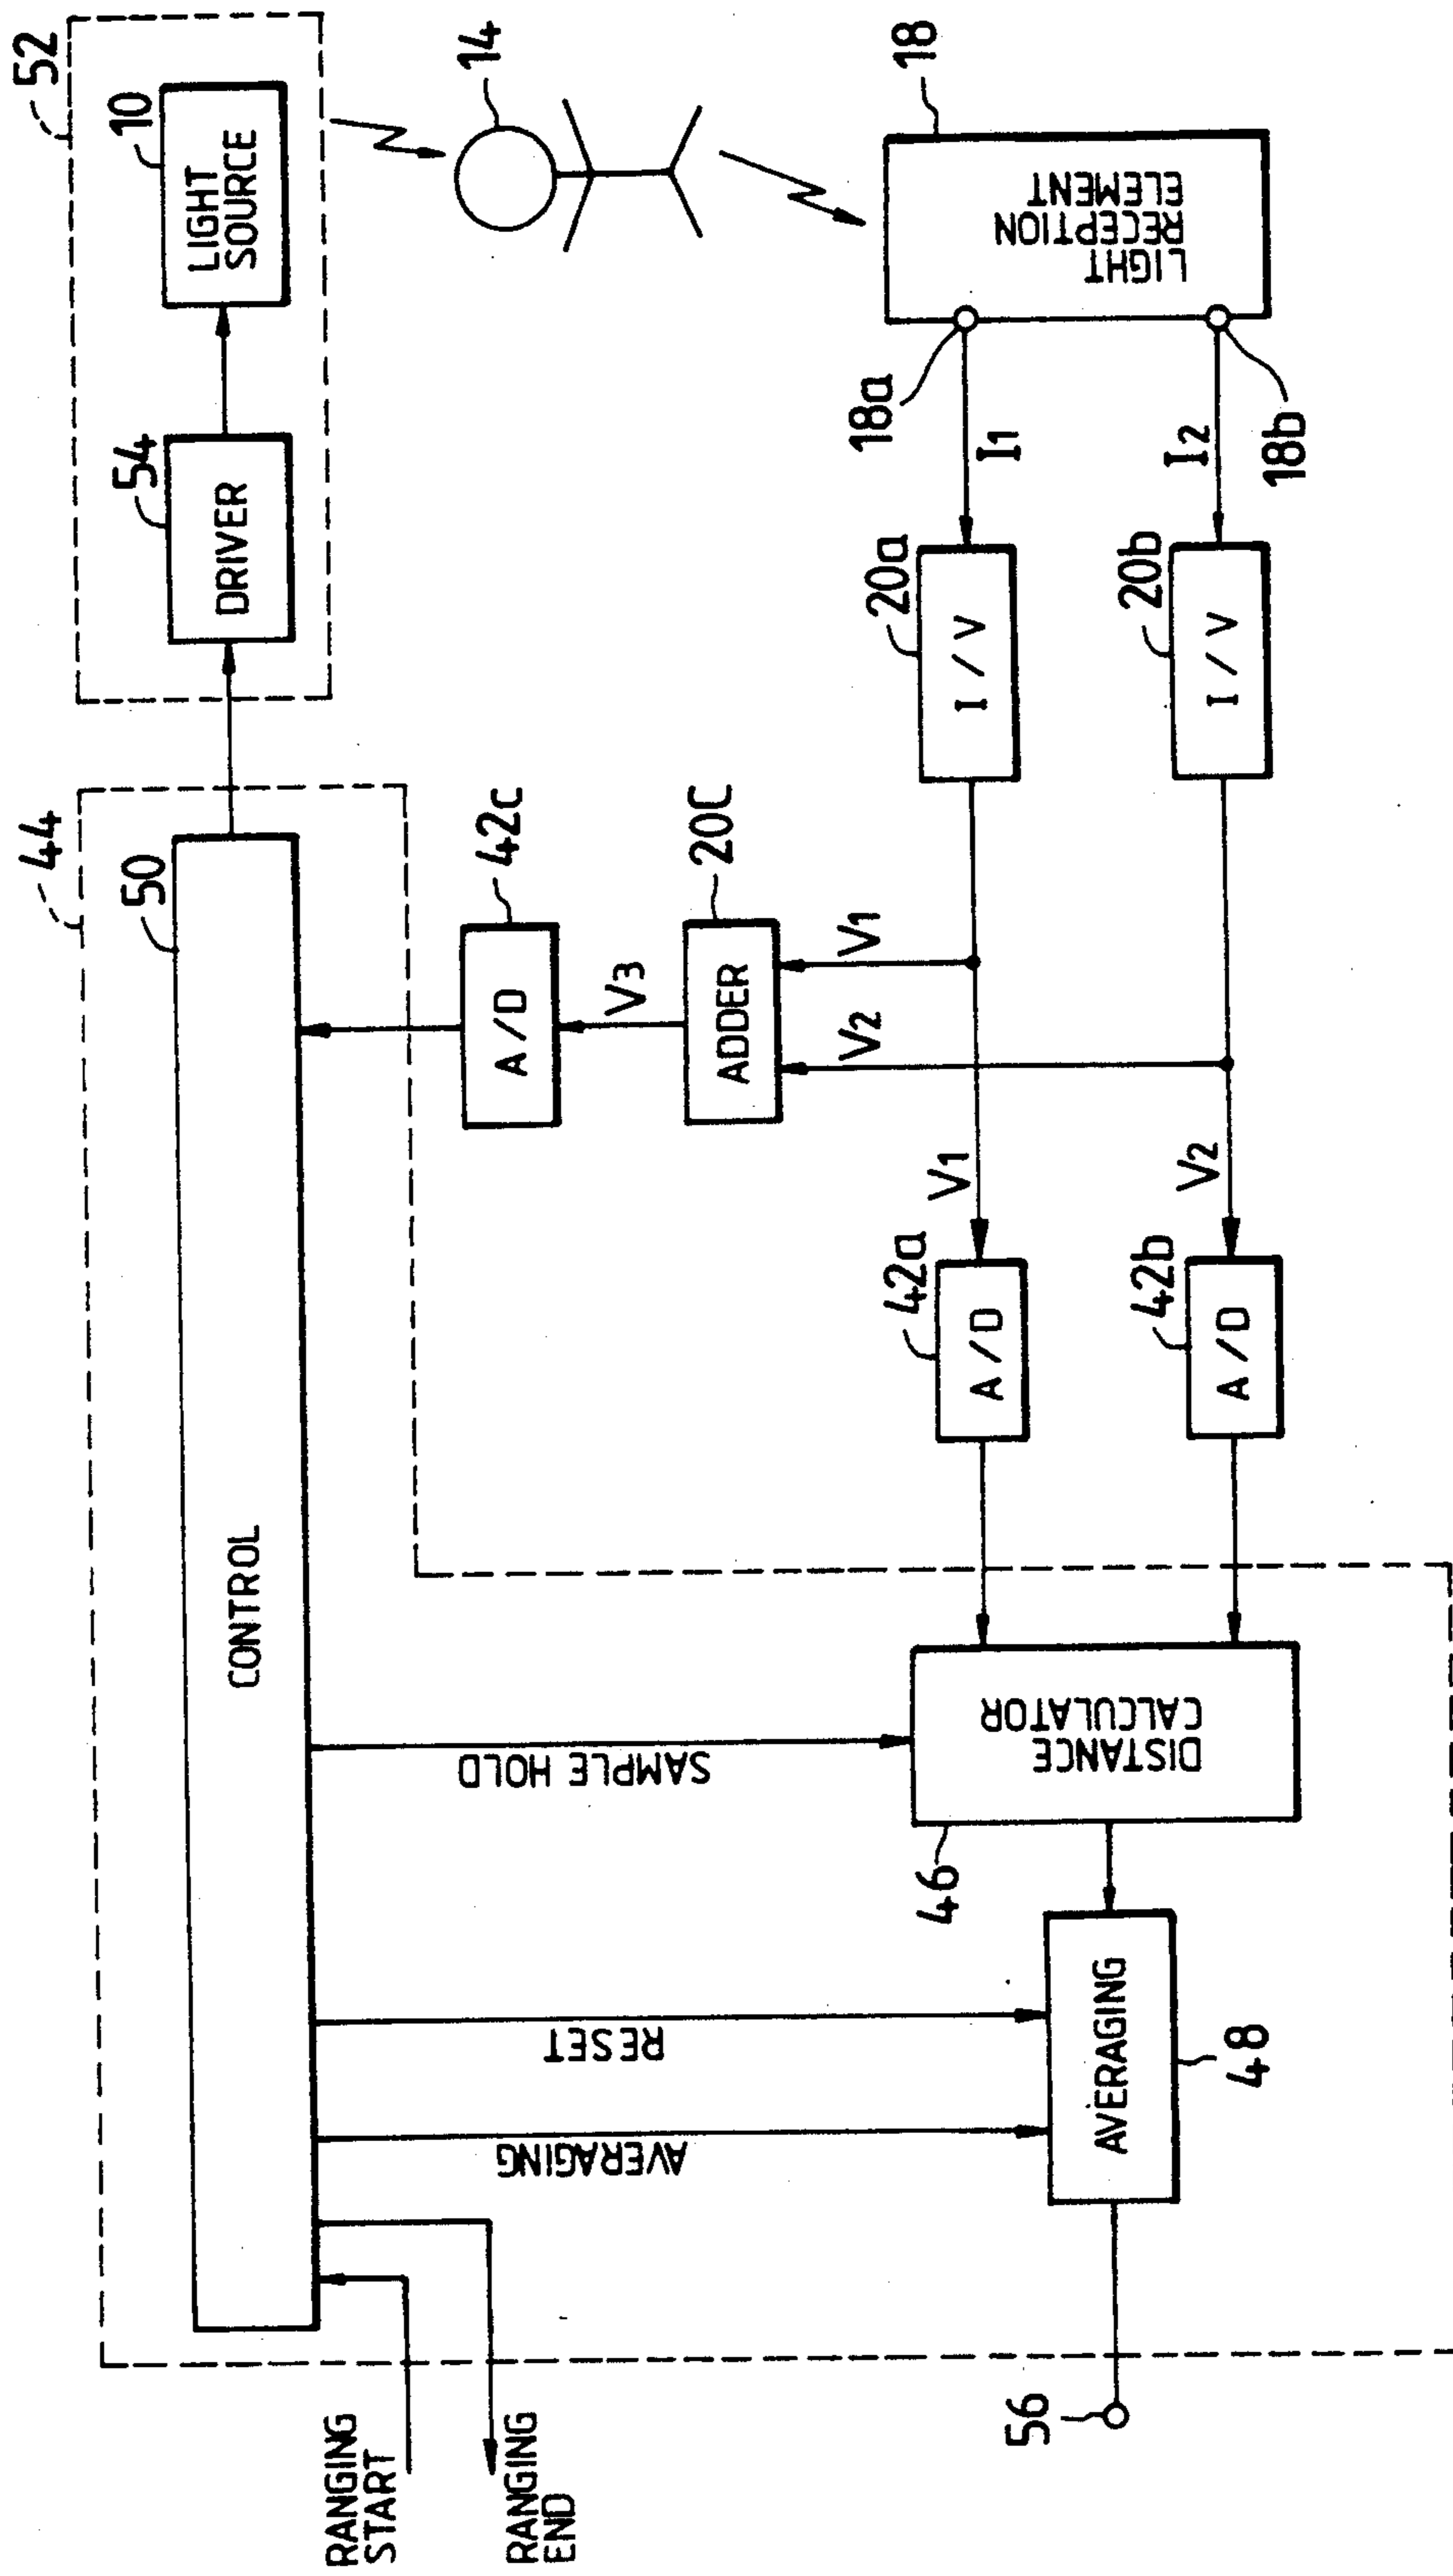 44
50
CONTROL
52
54
DRIVER
10
LIGHT
SOURCE
14
RANGING
START
RANGING
END
AVERAGING
RESET
SAMPLE HOLD
42c
A/D
V3
20C
ADDER
V2
V1
56
AVERAGING
48
46
DISTANCE
CALCULATOR
42a
A/D
V1
20a
I/V
I1
18a
18
LIGHT
RECEPTION
ELEMENT
42b
A/D
V2
20b
I/V
I2
18b